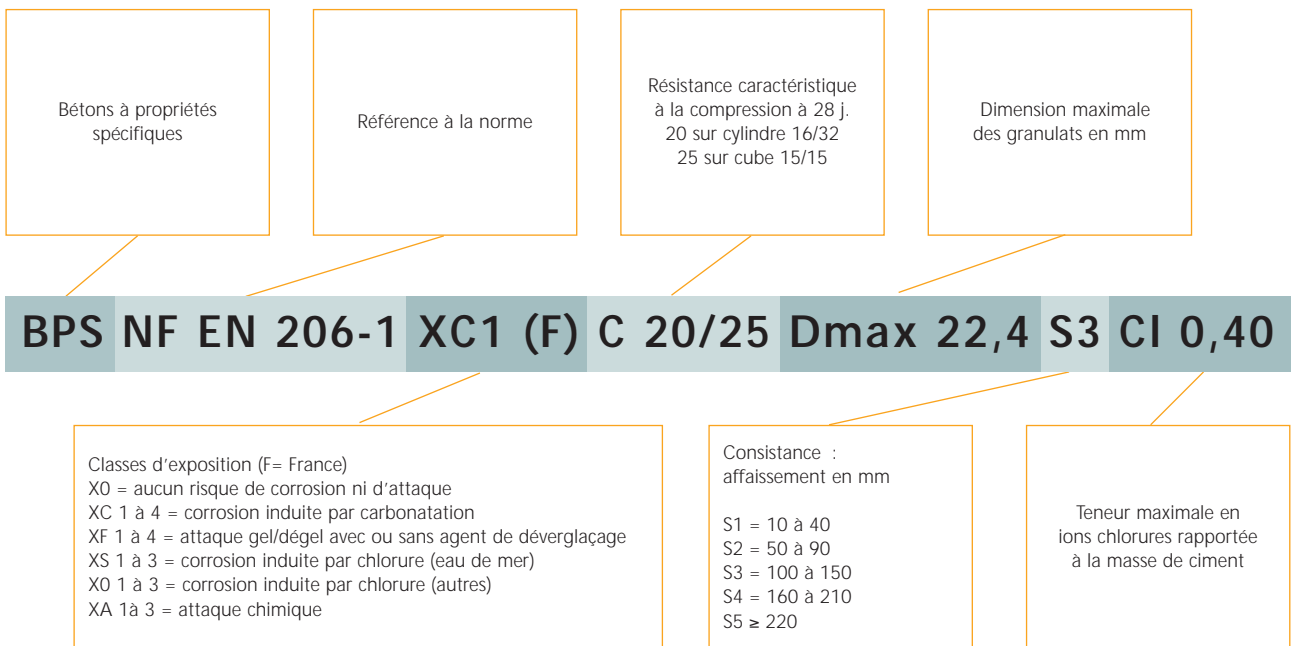 Bétons à propriétés
spécifiques
Référence à la norme
Résistance caractéristique
à la compression à 28 j.
20 sur cylindre 16/32
25 sur cube 15/15
Dimension maximale
des granulats en mm
BPS NF EN 206-1 XC1 (F) C 20/25 Dmax 22,4 S3 Cl 0,40
Classes d'exposition (F= France)
X0 = aucun risque de corrosion ni d'attaque
XC 1 à 4 = corrosion induite par carbonatation
XF 1 à 4 = attaque gel/dégel avec ou sans agent de déverglaçage
XS 1 à 3 = corrosion induite par chlorure (eau de mer)
X0 1 à 3 = corrosion induite par chlorure (autres)
XA 1à 3 = attaque chimique
Consistance :
affaissement en mm
S1 = 10 à 40
S2 = 50 à 90
S3 = 100 à 150
S4 = 160 à 210
S5 ≥ 220
Teneur maximale en
ions chlorures rapportée
à la masse de ciment